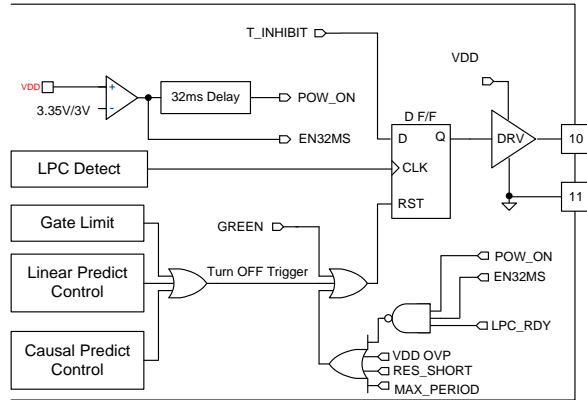 T_INHIBIT
VDD
VDD
+
32ms Delay
POW_ON
3.35V/3V
-
EN32MS
D F/F
D
Q
DRV
10
CLK
LPC Detect
11
RST
Gate Limit
GREEN
Linear Predict
Control
Turn OFF Trigger
POW_ON
EN32MS
LPC_RDY
Causal Predict
Control
VDD OVP
RES_SHORT
MAX_PERIOD